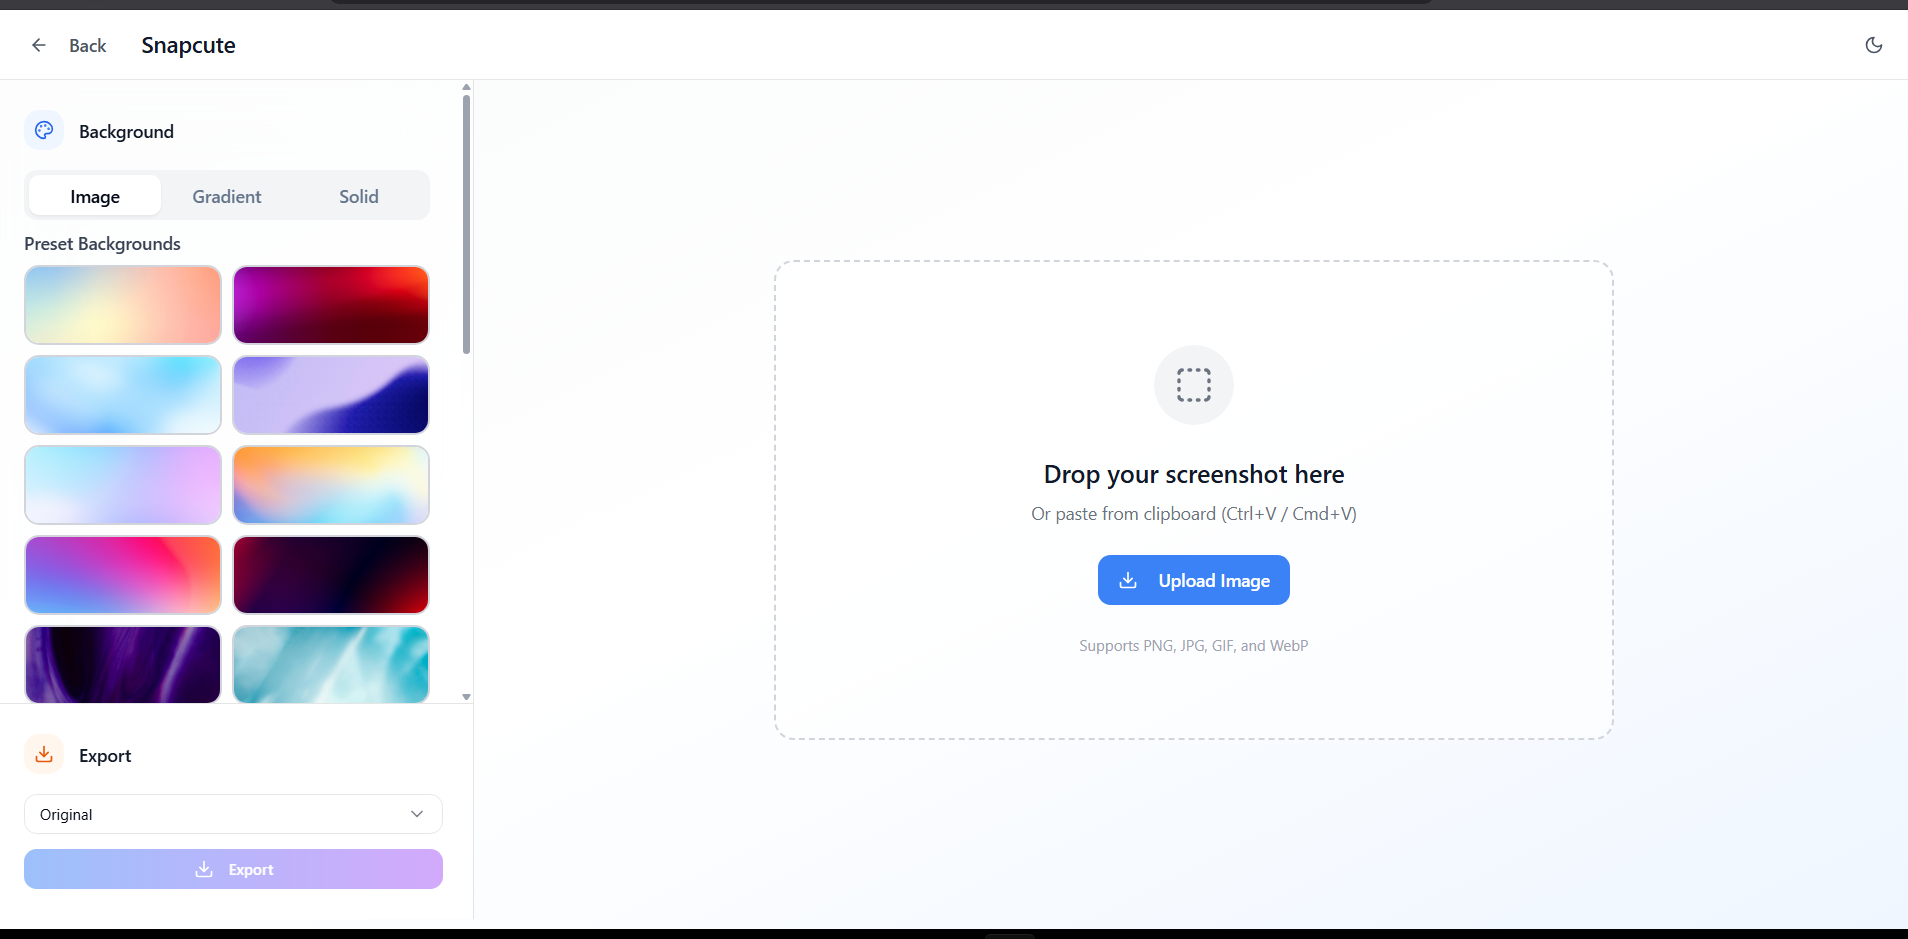 Back
Snapcute
Background
Image
Gradient
Solid
Preset Backgrounds
Drop your screenshot here
Or paste from clipboard (Ctrl+V / Cmd+V)
Upload Image
Supports PNG, JPG, GIF, and WebP
Export
Original
Export